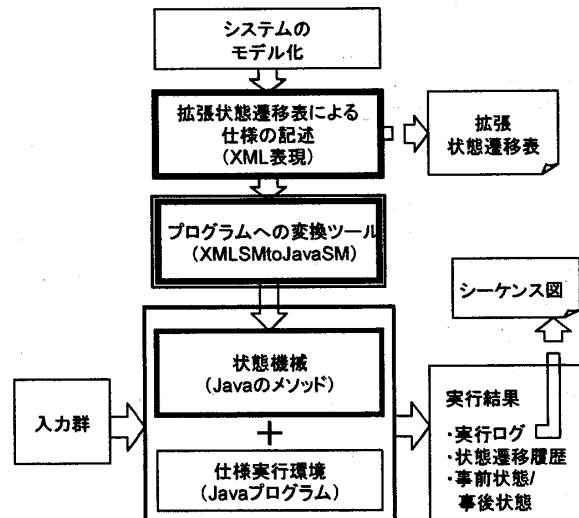 システムの
モデル化
拡張状態遷移表による
仕様の記述
(XML表現)
拡張
状態遷移表
プログラムへの変換ツール
(XMLSMtoJavaSM)
シーケンス図
状態機械
(Javaのメソッド)
入力群
+
仕様実行環境
(Javaプログラム)
実行結果
・実行ログ
・状態遷移履歴
・事前状態/
事後状態